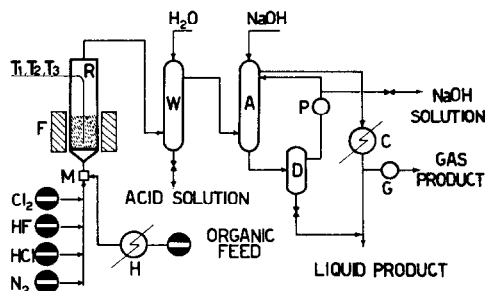 H₂O
NaOH
T₁,T₂,T₃
R
F
W
A
P
NaOH
SOLUTION
C
D
GAS
PRODUCT
G
M
ACID SOLUTION
Cl₂
HF
HCl
N₂
H
ORGANIC
FEED
LIQUID PRODUCT